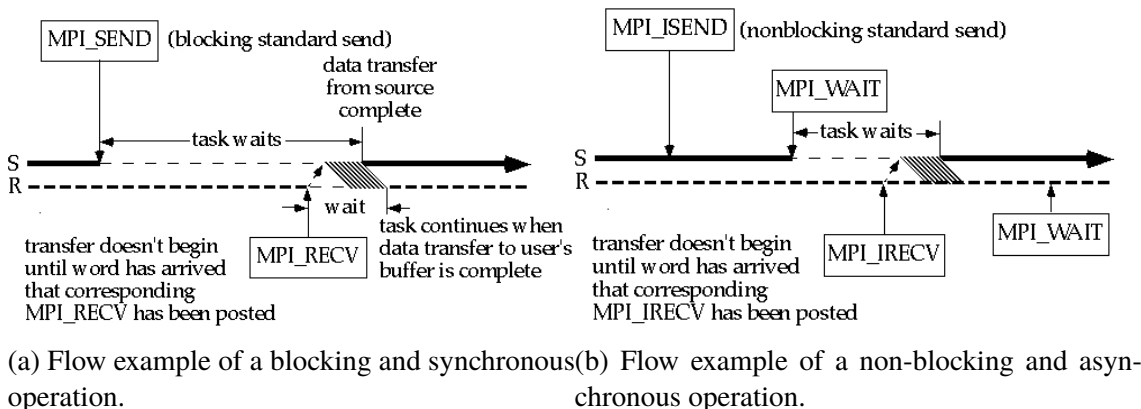 MPI_SEND (blocking standard send)
data transfer
from source
complete
task waits
S
R
wait
MPI_RECV
task continues when
data transfer to user's
buffer is complete
transfer doesn't begin
until word has arrived
that corresponding
MPI_RECV has been posted
(a) Flow example of a blocking and synchronous
operation.
MPI_ISEND (nonblocking standard send)
MPI_WAIT
task waits
S
R
MPI_IRECV
MPI_WAIT
transfer doesn't begin
until word has arrived
that corresponding
MPI_IRECV has been posted
(b) Flow example of a non-blocking and asyn-
chronous operation.